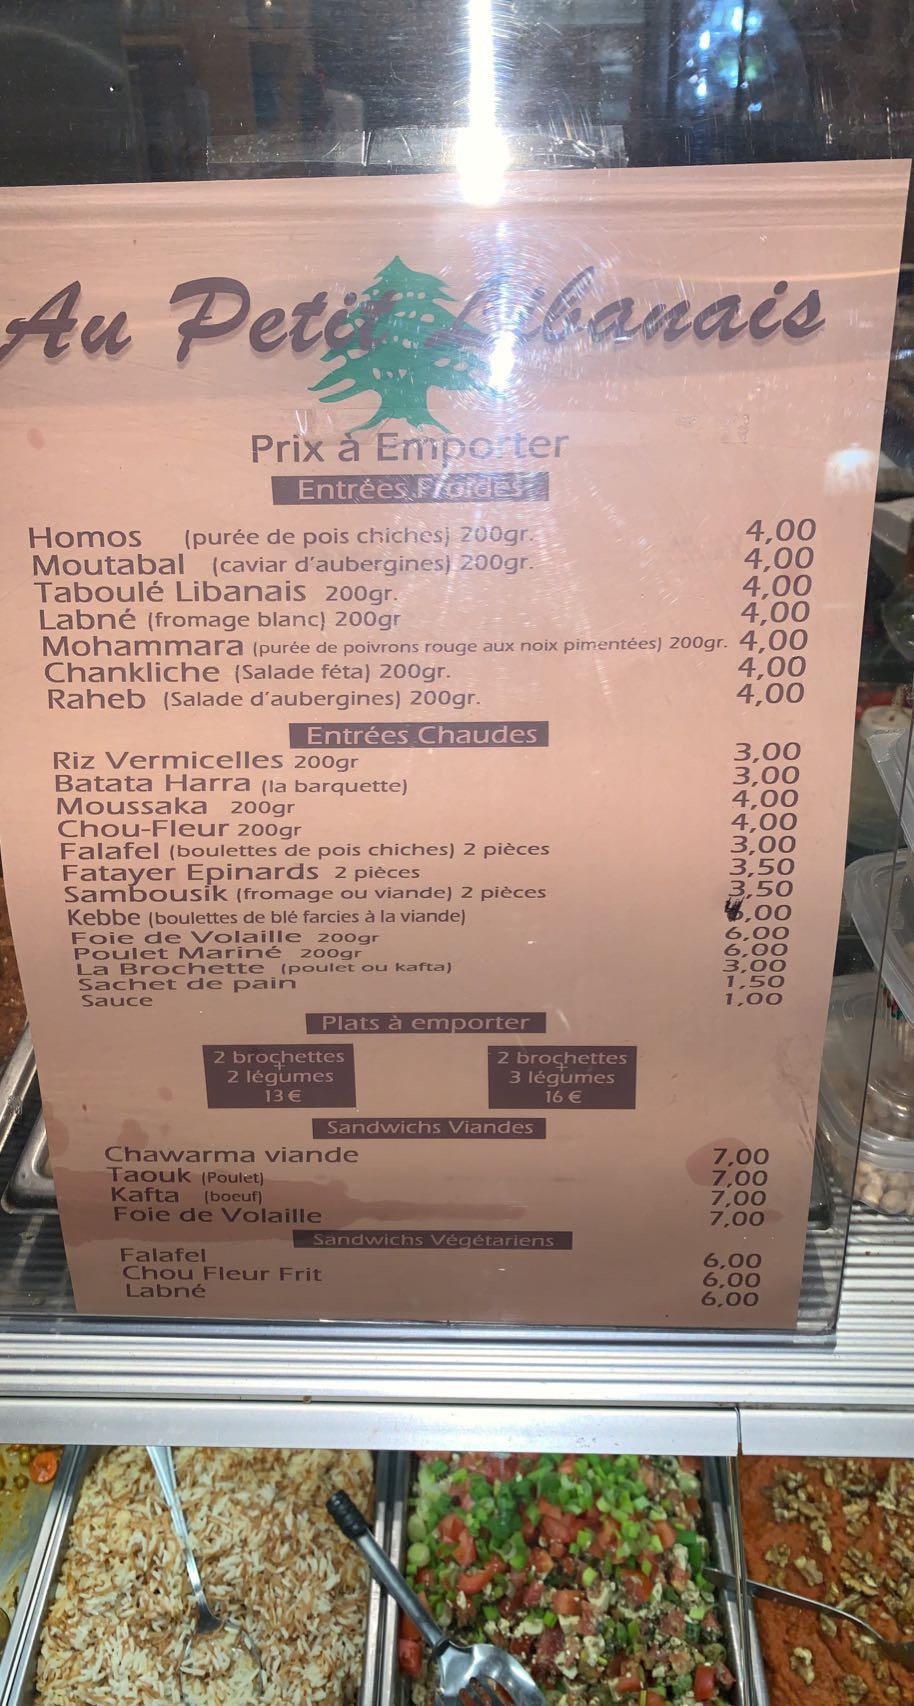 Au Petit Libanais
Prix à Emporter
Entrées Froides
Homos (purée de pois chiches) 200gr. 4,00
Moutabal (caviar d'aubergines) 200gr. 4,00
Taboulé Libanais 200gr. 4,00
Labné (fromage blanc) 200gr 4,00
Mohammara (purée de poivrons rouge aux noix pimentées) 200gr. 4,00
Chankliche (Salade féta) 200gr. 4,00
Raheb (Salade d'aubergines) 200gr. 4,00
Entrées Chaudes
Riz Vermicelles 200gr 3,00
Batata Harra (la barquette) 3,00
Moussaka 200gr 4,00
Chou-Fleur 200gr 4,00
Falafel (boulettes de pois chiches) 2 pièces 3,00
Fatayer Epinards 2 pièces 3,50
Sambousik (fromage ou viande) 2 pièces 3,50
Kebbe (boulettes de blé farcies à la viande) ,00
Foie de Volaille 200gr 6,00
Poulet Mariné 200gr 6,00
La Brochette (poulet ou kafta) 3,00
Sachet de pain 1,50
Sauce 1,00
Plats à emporter
2 brochettes
+
2 légumes
13 €
2 brochettes
+
3 légumes
16 €
Sandwichs Viandes
Chawarma viande 7,00
Taouk (Poulet) 7,00
Kafta (boeuf) 7,00
Foie de Volaille 7,00
Sandwichs Végétariens
Falafel 6,00
Chou Fleur Frit 6,00
Labné 6,00